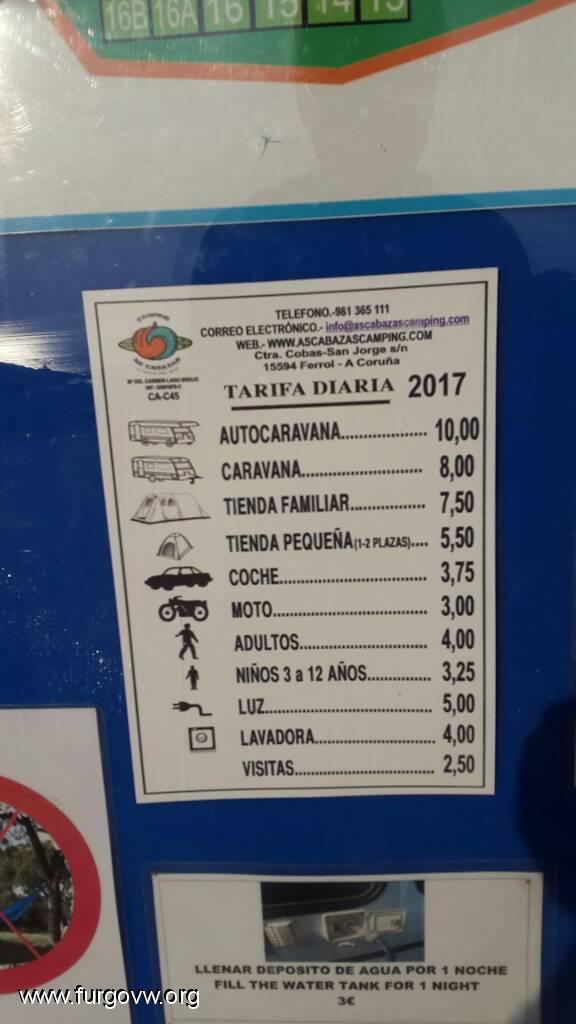 16B 16A 16 15 14 13
CAMPING
AS CABAZAS
CA-C45
TELEFONO.-981 365 111
CORREO ELECTRÓNICO.- info@ascabazascamping.com
WEB.- WWW.ASCABAZASCAMPING.COM
Ctra. Cobas-San Jorge s/n
15594 Ferrol - A Coruña
TARIFA DIARIA 2017
AUTOCARAVANA................... 10,00
CARAVANA........................... 8,00
TIENDA FAMILIAR................. 7,50
TIENDA PEQUEÑA(1-2 PLAZAS).... 5,50
COCHE................................. 3,75
MOTO................................... 3,00
ADULTOS............................. 4,00
NIÑOS 3 a 12 AÑOS.............. 3,25
LUZ...................................... 5,00
LAVADORA........................... 4,00
VISITAS............................... 2,50
LLENAR DEPOSITO DE AGUA POR 1 NOCHE
FILL THE WATER TANK FOR 1 NIGHT
3€
www.furgovw.org